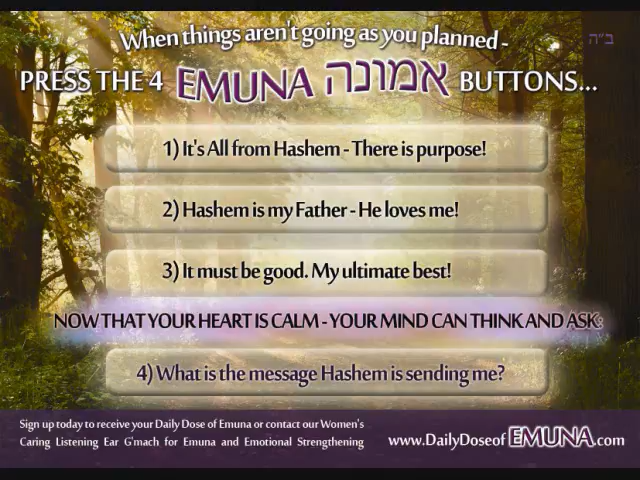 ב״ה
When things aren't going as you planned -
PRESS THE 4 EMUNA אמונה BUTTONS...
1) It's All from Hashem - There is purpose!
2) Hashem is my Father - He loves me!
3) It must be good. My ultimate best!
NOW THAT YOUR HEART IS CALM - YOUR MIND CAN THINK AND ASK:
4) What is the message Hashem is sending me?
Sign up today to receive your Daily Dose of Emuna or contact our Women's
Caring Listening Ear G'mach for Emuna and Emotional Strengthening
www.DailyDoseofEMUNA.com